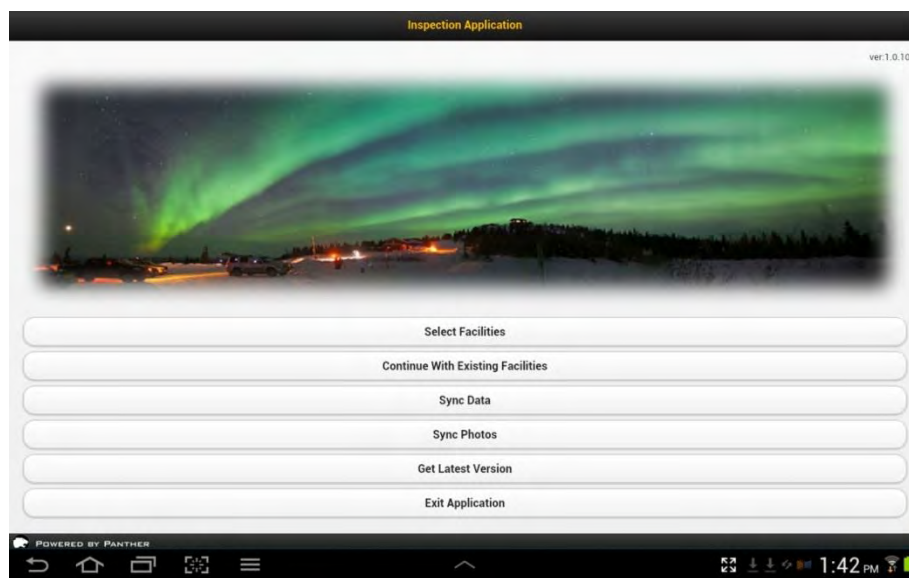 Inspection Application
ver:1.0.10
Select Facilities
Continue With Existing Facilities
Sync Data
Sync Photos
Get Latest Version
Exit Application
POWERED BY PANTHER
1:42 PM